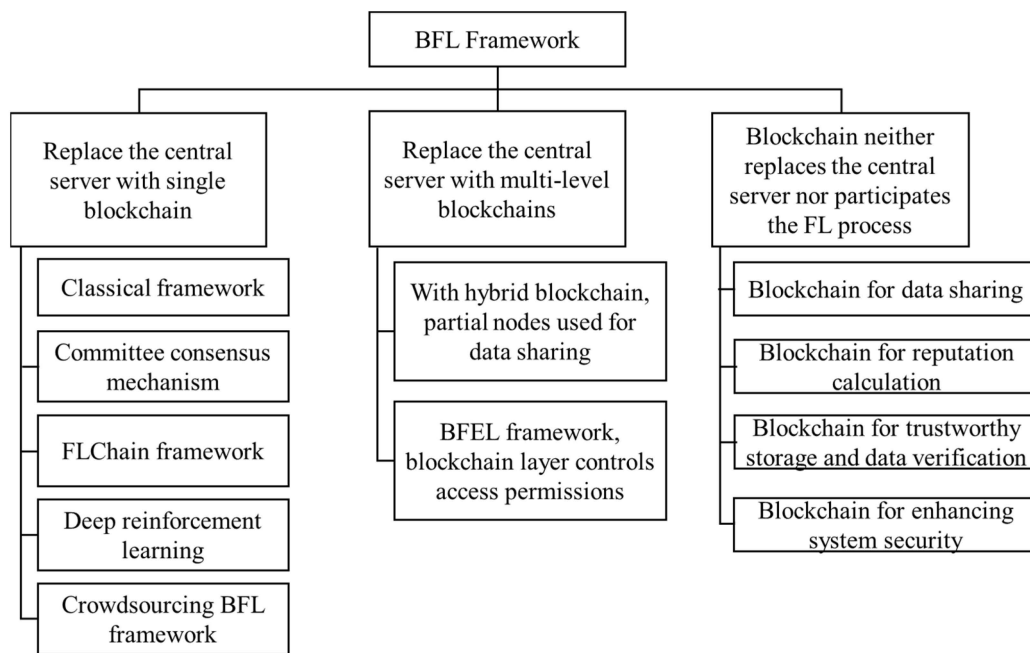 BFL Framework
Replace the central
server with single
blockchain
Classical framework
Committee consensus
mechanism
FLChain framework
Deep reinforcement
learning
Crowdsourcing BFL
framework
Replace the central
server with multi-level
blockchains
With hybrid blockchain,
partial nodes used for
data sharing
BFEL framework,
blockchain layer controls
access permissions
Blockchain neither
replaces the central
server nor participates
the FL process
Blockchain for data sharing
Blockchain for reputation
calculation
Blockchain for trustworthy
storage and data verification
Blockchain for enhancing
system security